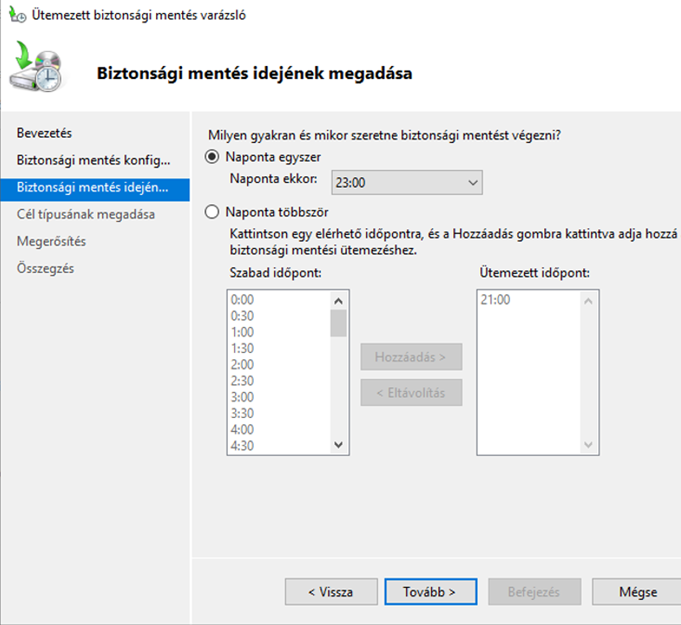 Ütemezett biztonsági mentés varázsló
Biztonsági mentés idejének megadása
Bevezetés
Biztonsági mentés konfig...
Biztonsági mentés idején...
Cél típusának megadása
Megerősítés
Összegzés
Milyen gyakran és mikor szeretne biztonsági mentést végezni?
Naponta egyszer
Naponta ekkor: 23:00
Naponta többször
Kattintson egy elérhető időpontra, és a Hozzáadás gombra kattintva adja hozzá
biztonsági mentési ütemezéshez.
Szabad időpont:
0:00
0:30
1:00
1:30
2:00
2:30
3:00
3:30
4:00
4:30
Hozzáadás >
< Eltávolítás
Ütemezett időpont:
21:00
< Vissza
Tovább >
Befejezés
Mégse